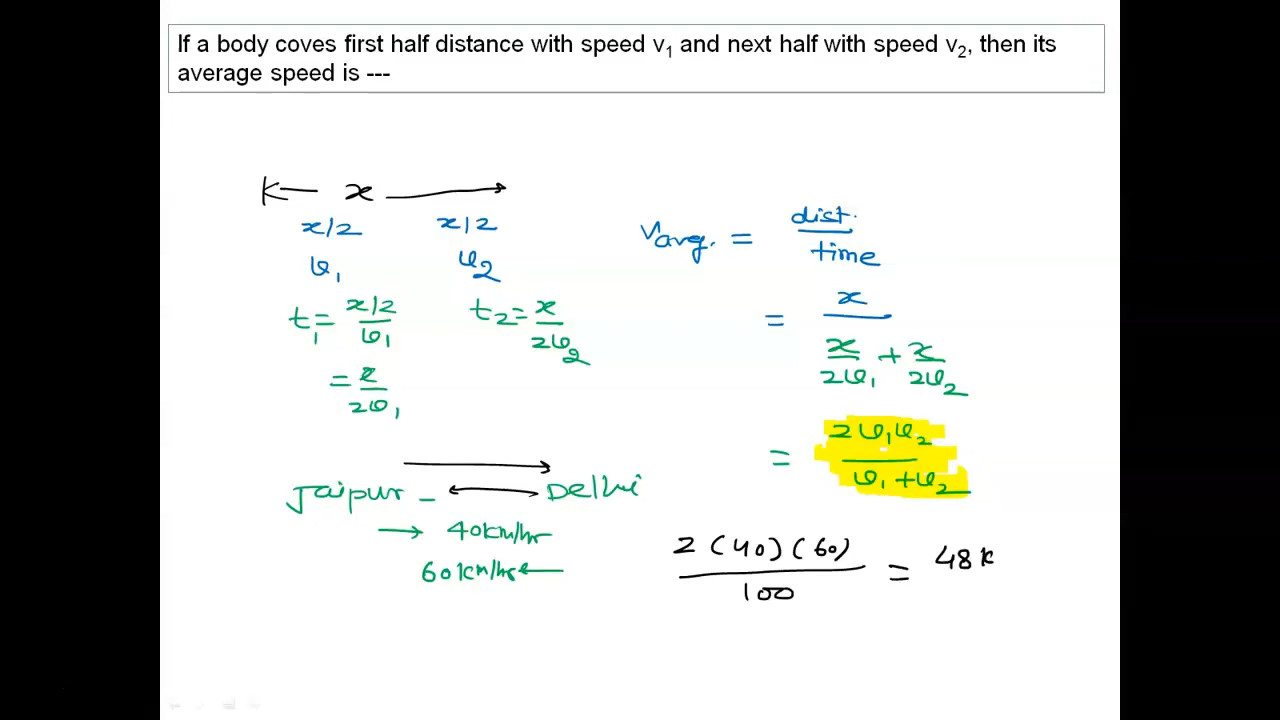 If a body coves first half distance with speed v₁ and next half with speed v₂, then its
average speed is ---
x
x/2 x/2
v₁ v₂
t₁ = x/2 / v₁ t₂ = x / 2v₂
= x / 2v₁
v avg. = dist. / time
= x / (x / 2v₁ + x / 2v₂)
= 2v₁v₂ / v₁+v₂
Jaipur - Delhi
→ 40km/hr
60km/hr ←
2(40)(60) / 100 = 48k